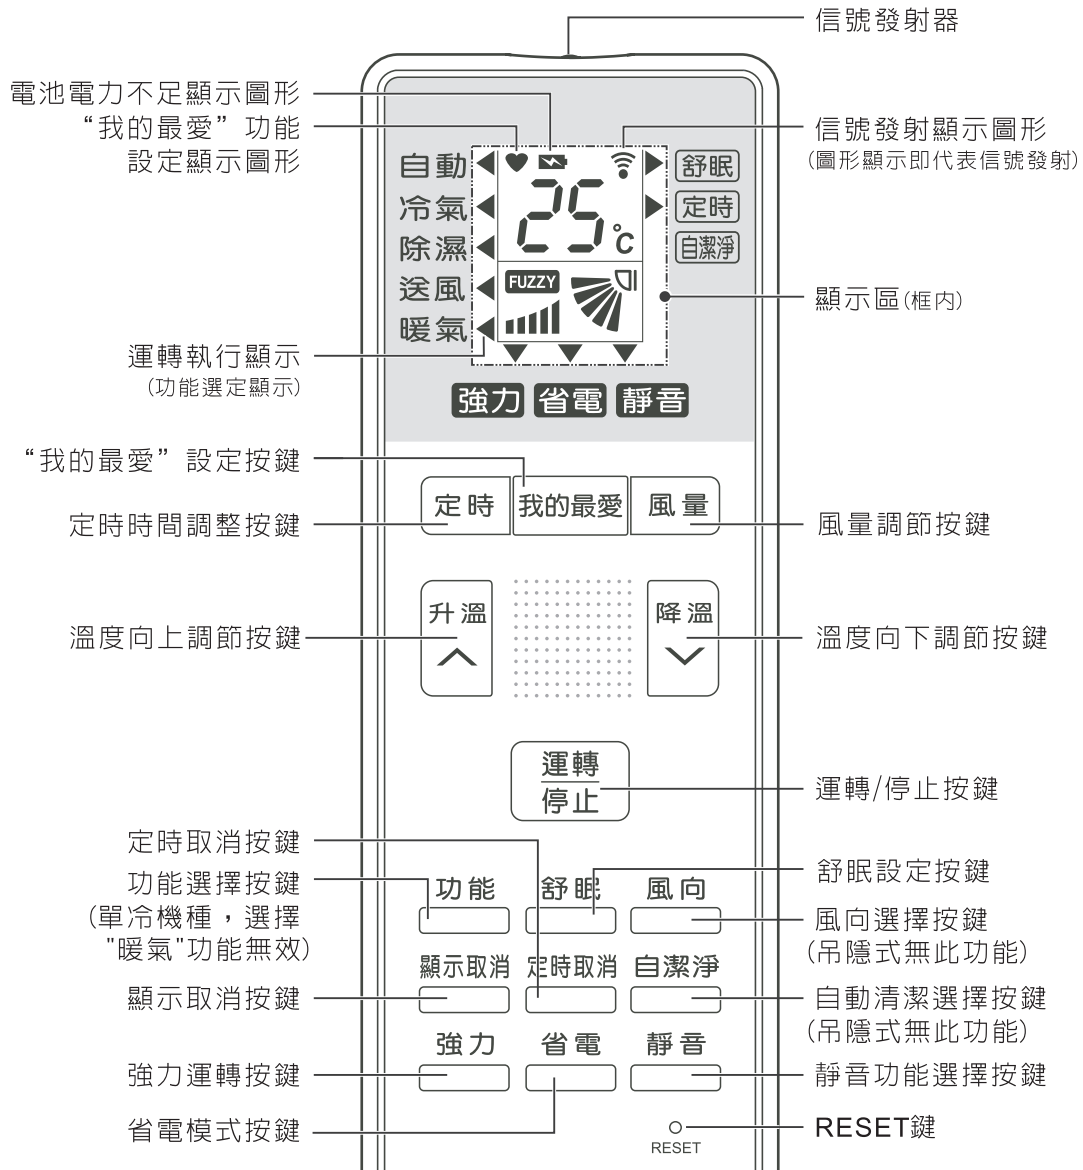 信號發射器
電池電力不足顯示圖形
“我的最愛”功能
設定顯示圖形
信號發射顯示圖形
(圖形顯示即代表信號發射)
自動
冷氣
除濕
送風
暖氣
25℃
FUZZY
舒眠
定時
自潔淨
顯示區(框內)
運轉執行顯示
(功能選定顯示)
強力 省電 靜音
“我的最愛”設定按鍵
定時 我的最愛 風量
定時時間調整按鍵
風量調節按鍵
升溫
降溫
溫度向上調節按鍵
溫度向下調節按鍵
運轉
停止
運轉/停止按鍵
定時取消按鍵
功能選擇按鍵
(單冷機種，選擇
"暖氣"功能無效)
功能 舒眠 風向
舒眠設定按鍵
風向選擇按鍵
(吊隱式無此功能)
顯示取消 定時取消 自潔淨
顯示取消按鍵
自動清潔選擇按鍵
(吊隱式無此功能)
強力 省電 靜音
強力運轉按鍵
靜音功能選擇按鍵
省電模式按鍵
RESET
RESET鍵